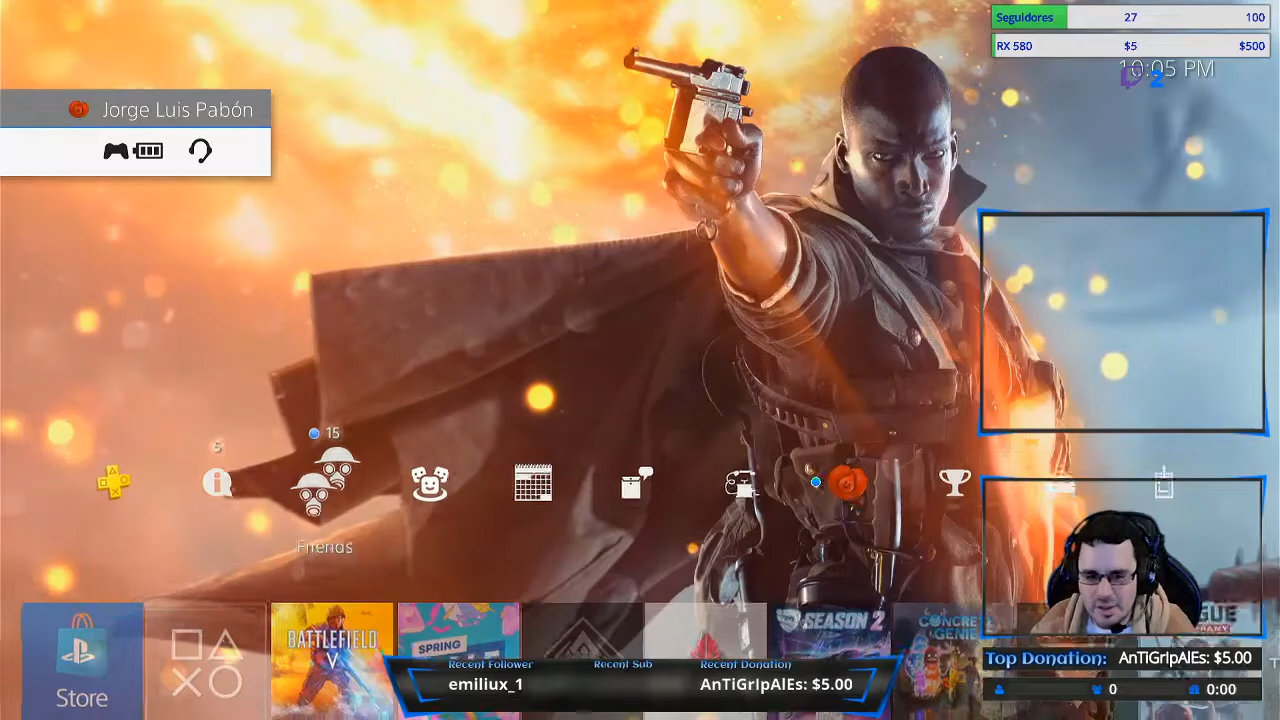 Seguidores 27 100
RX 580 $5 $500
10:05 PM
2
Jorge Luis Pabón
5
15
Friends
Store
BATTLEFIELD
V
SPRING
SEASON 2
CONCRE
GENIE
Recent Follower Recent Sub Recent Donation
emiliux_1 AnTiGrIpAlEs: $5.00
Top Donation: AnTiGrIpAlEs: $5.00
0 0:00